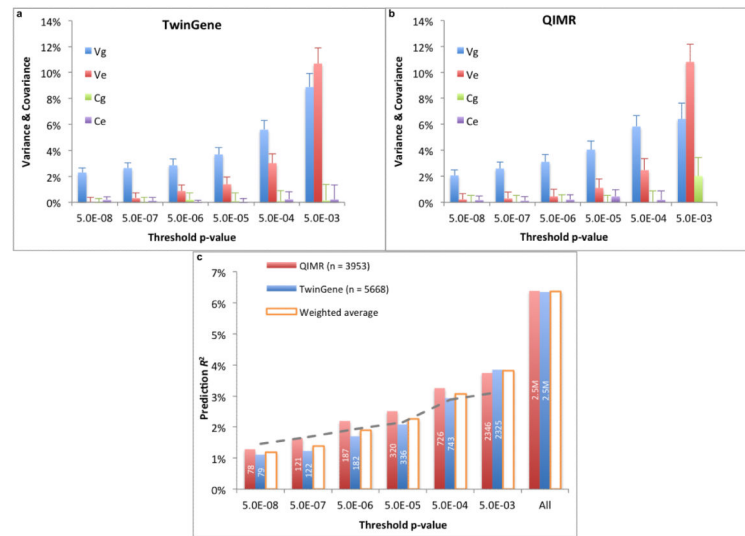 a
TwinGene
14%
12%
10%
8%
6%
4%
2%
0%
Variance & Covariance
Vg
Ve
Cg
Ce
5.0E-08 5.0E-07 5.0E-06 5.0E-05 5.0E-04 5.0E-03
Threshold p-value
b
QIMR
14%
12%
10%
8%
6%
4%
2%
0%
Variance & Covariance
Vg
Ve
Cg
Ce
5.0E-08 5.0E-07 5.0E-06 5.0E-05 5.0E-04 5.0E-03
Threshold p-value
c
QIMR (n = 3953)
TwinGene (n = 5668)
Weighted average
7%
6%
5%
4%
3%
2%
1%
0%
Prediction R²
78 79 121 122 187 182 320 336 726 743 2346 2325 2.5M 2.5M
5.0E-08 5.0E-07 5.0E-06 5.0E-05 5.0E-04 5.0E-03 All
Threshold p-value